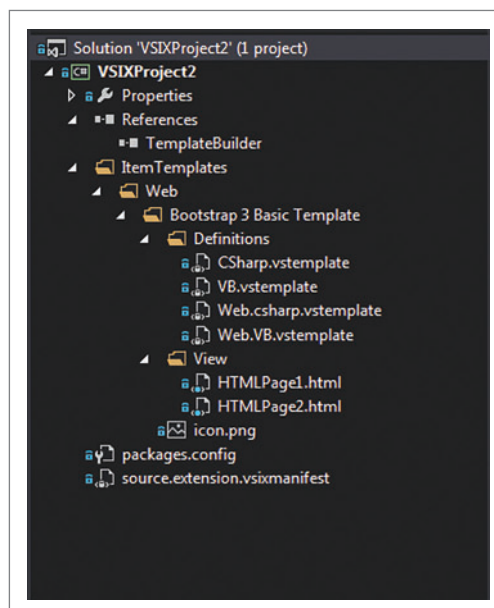 Solution 'VSIXProject2' (1 project)
C# VSIXProject2
Properties
References
TemplateBuilder
ItemTemplates
Web
Bootstrap 3 Basic Template
Definitions
CSharp.vstemplate
VB.vstemplate
Web.csharp.vstemplate
Web.VB.vstemplate
View
HTMLPage1.html
HTMLPage2.html
icon.png
packages.config
source.extension.vsixmanifest